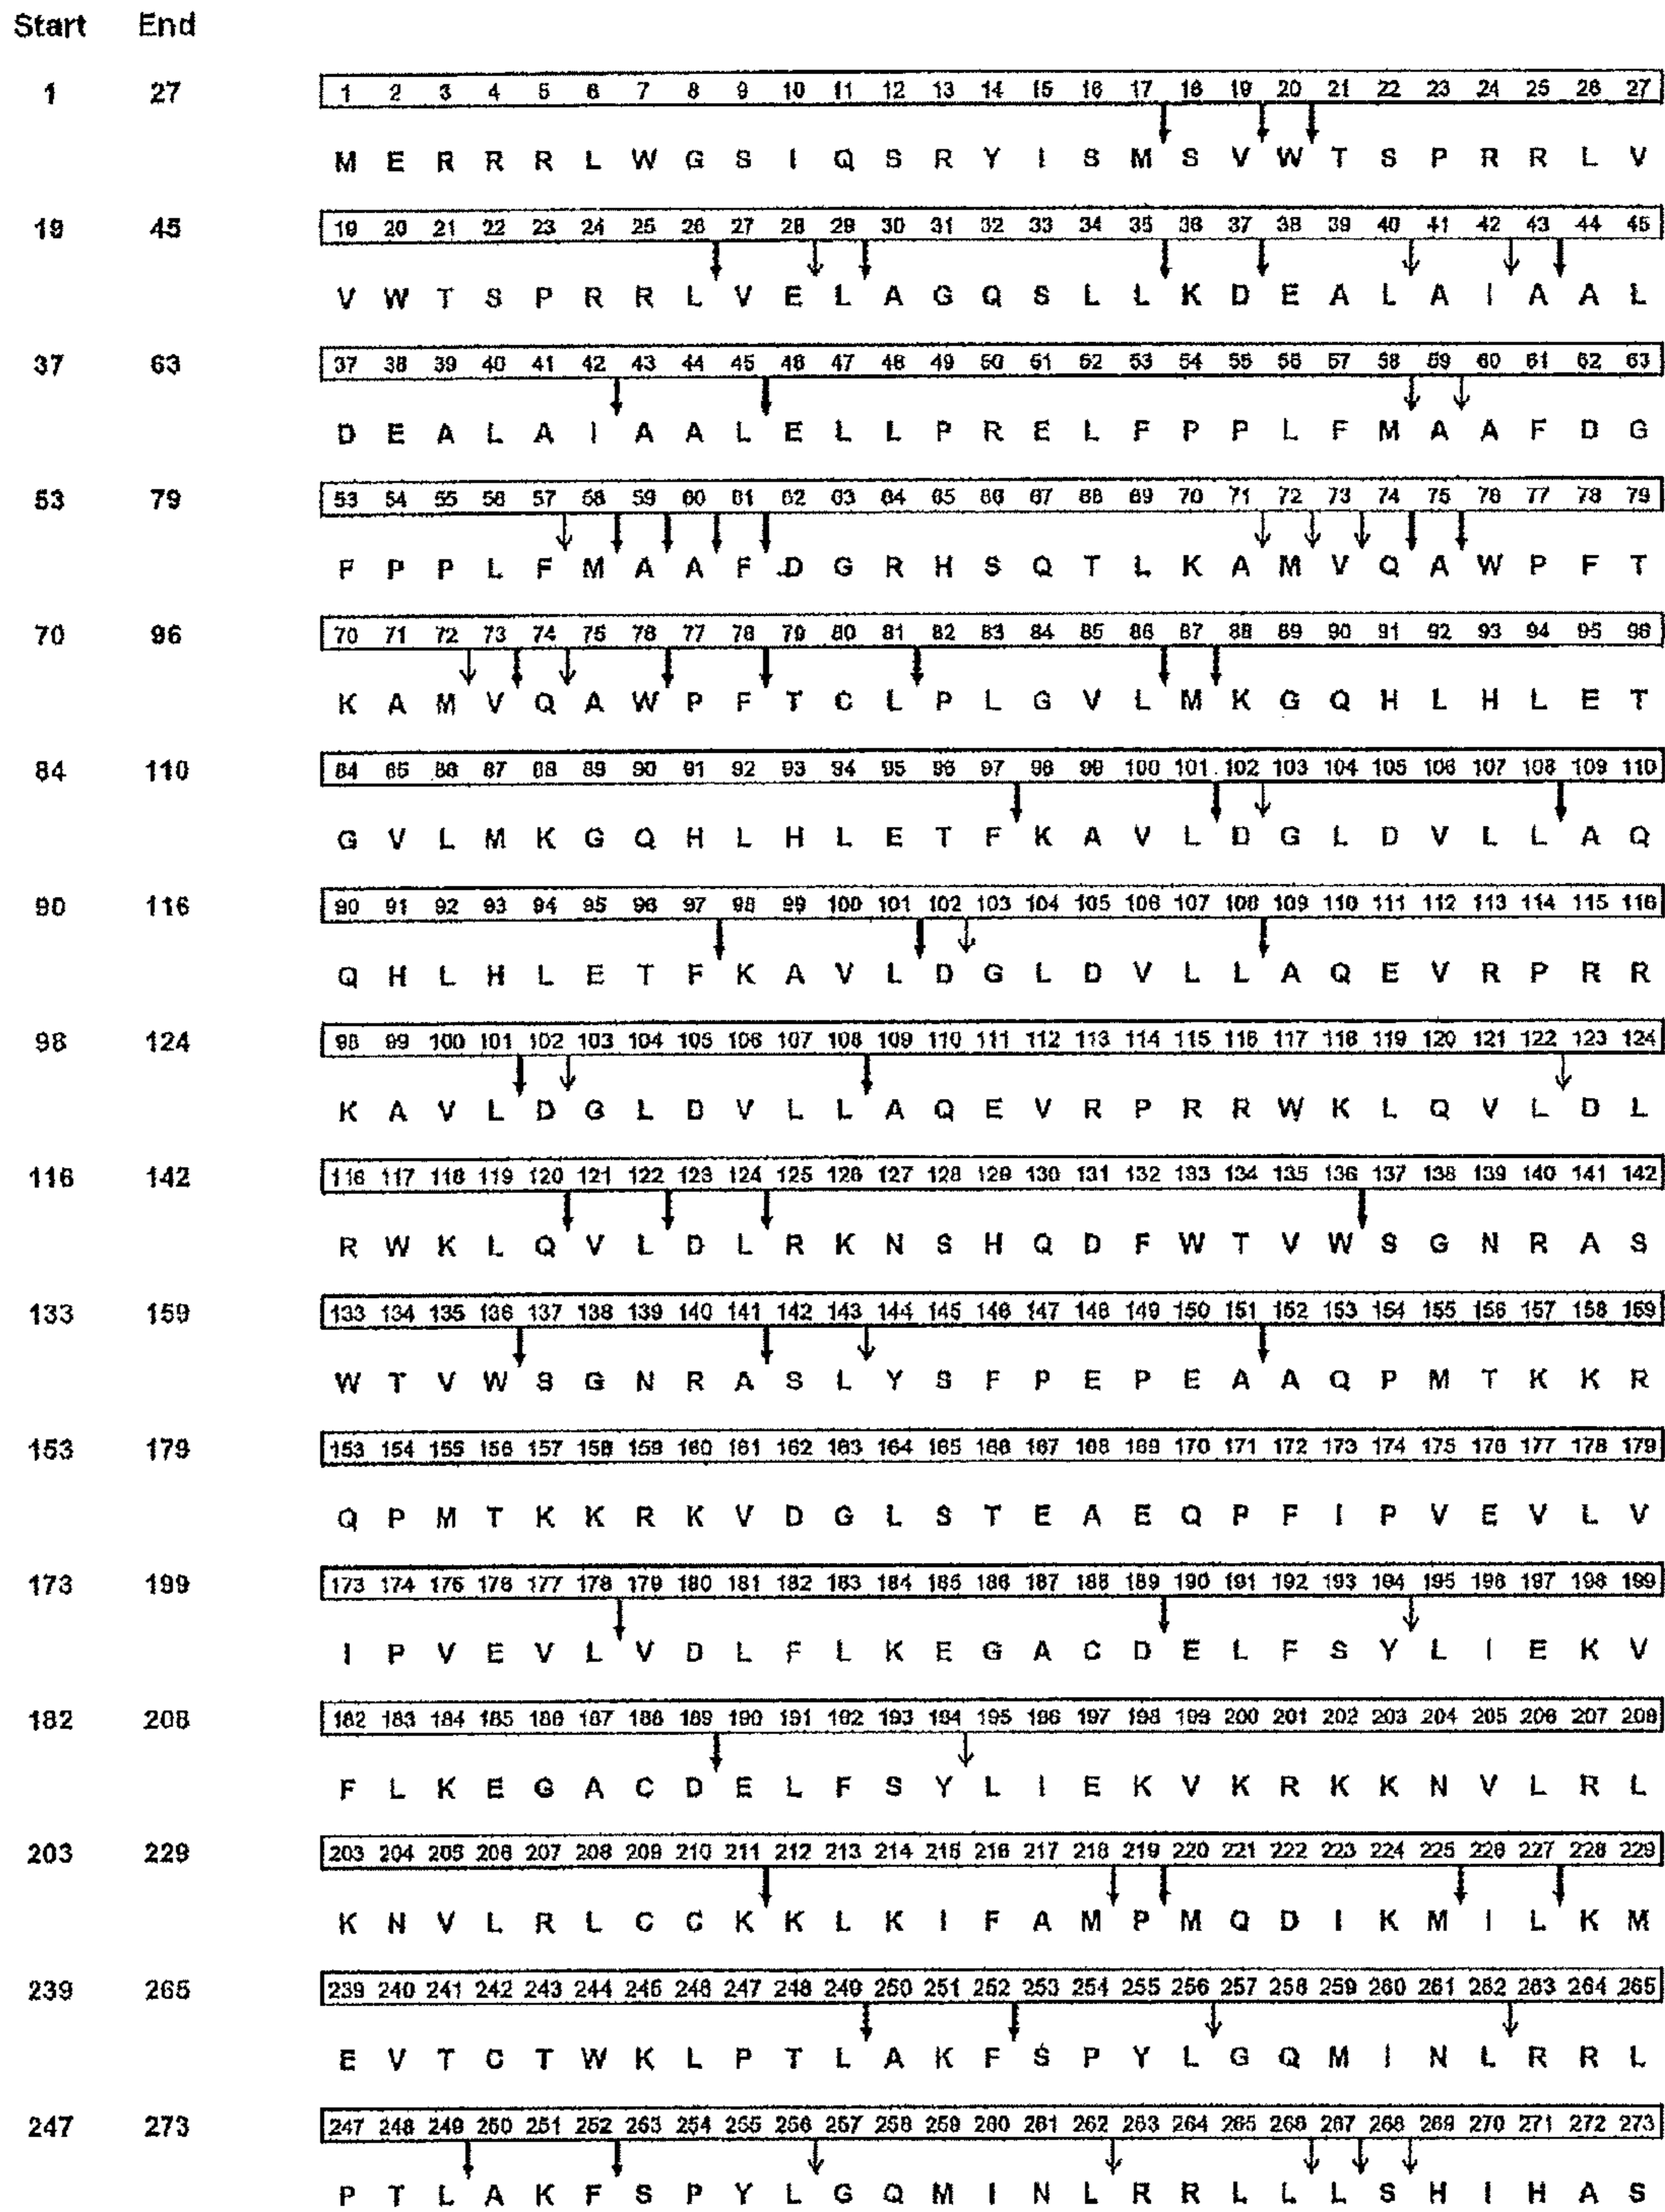 Start End
1 27 1 2 3 4 5 6 7 8 9 10 11 12 13 14 15 16 17 18 19 20 21 22 23 24 25 26 27
M E R R R L W G S I Q S R Y I S M S V W T S P R R L V
19 45 19 20 21 22 23 24 25 26 27 28 29 30 31 32 33 34 35 36 37 38 39 40 41 42 43 44 45
V W T S P R R L V E L A G Q S L L K D E A L A I A A L
37 63 37 38 39 40 41 42 43 44 45 46 47 48 49 50 51 52 53 54 55 56 57 58 59 60 61 62 63
D E A L A I A A L E L L P R E L F P P L F M A A F D G
53 79 53 54 55 56 57 58 59 60 61 62 63 64 65 66 67 68 69 70 71 72 73 74 75 76 77 78 79
F P P L F M A A F D G R H S Q T L K A M V Q A W P F T
70 96 70 71 72 73 74 75 76 77 78 79 80 81 82 83 84 85 86 87 88 89 90 91 92 93 94 95 96
K A M V Q A W P F T C L P L G V L M K G Q H L H L E T
84 110 84 85 86 87 88 89 90 91 92 93 94 95 96 97 98 99 100 101 102 103 104 105 106 107 108 109 110
G V L M K G Q H L H L E T F K A V L D G L D V L L A Q
90 116 90 91 92 93 94 95 96 97 98 99 100 101 102 103 104 105 106 107 108 109 110 111 112 113 114 115 116
Q H L H L E T F K A V L D G L D V L L A Q E V R P R R
98 124 98 99 100 101 102 103 104 105 106 107 108 109 110 111 112 113 114 115 116 117 118 119 120 121 122 123 124
K A V L D G L D V L L A Q E V R P R R W K L Q V L D L
116 142 116 117 118 119 120 121 122 123 124 125 126 127 128 129 130 131 132 133 134 135 136 137 138 139 140 141 142
R W K L Q V L D L R K N S H Q D F W T V W S G N R A S
133 159 133 134 135 136 137 138 139 140 141 142 143 144 145 146 147 148 149 150 151 152 153 154 155 156 157 158 159
W T V W S G N R A S L Y S F P E P E A A Q P M T K K R
153 179 153 154 155 156 157 158 159 160 161 162 163 164 165 166 167 168 169 170 171 172 173 174 175 176 177 178 179
Q P M T K K R K V D G L S T E A E Q P F I P V E V L V
173 199 173 174 175 176 177 178 179 180 181 182 183 184 185 186 187 188 189 190 191 192 193 194 195 196 197 198 199
I P V E V L V D L F L K E G A C D E L F S Y L I E K V
182 208 182 183 184 185 186 187 188 189 190 191 192 193 194 195 196 197 198 199 200 201 202 203 204 205 206 207 208
F L K E G A C D E L F S Y L I E K V K R K K N V L R L
203 229 203 204 205 206 207 208 209 210 211 212 213 214 215 216 217 218 219 220 221 222 223 224 225 226 227 228 229
K N V L R L C C K K L K I F A M P M Q D I K M I L K M
239 265 239 240 241 242 243 244 245 246 247 248 249 250 251 252 253 254 255 256 257 258 259 260 261 262 263 264 265
E V T C T W K L P T L A K F S P Y L G Q M I N L R R L
247 273 247 248 249 250 251 252 253 254 255 256 257 258 259 260 261 262 263 264 265 266 267 268 269 270 271 272 273
P T L A K F S P Y L G Q M I N L R R L L L S H I H A S